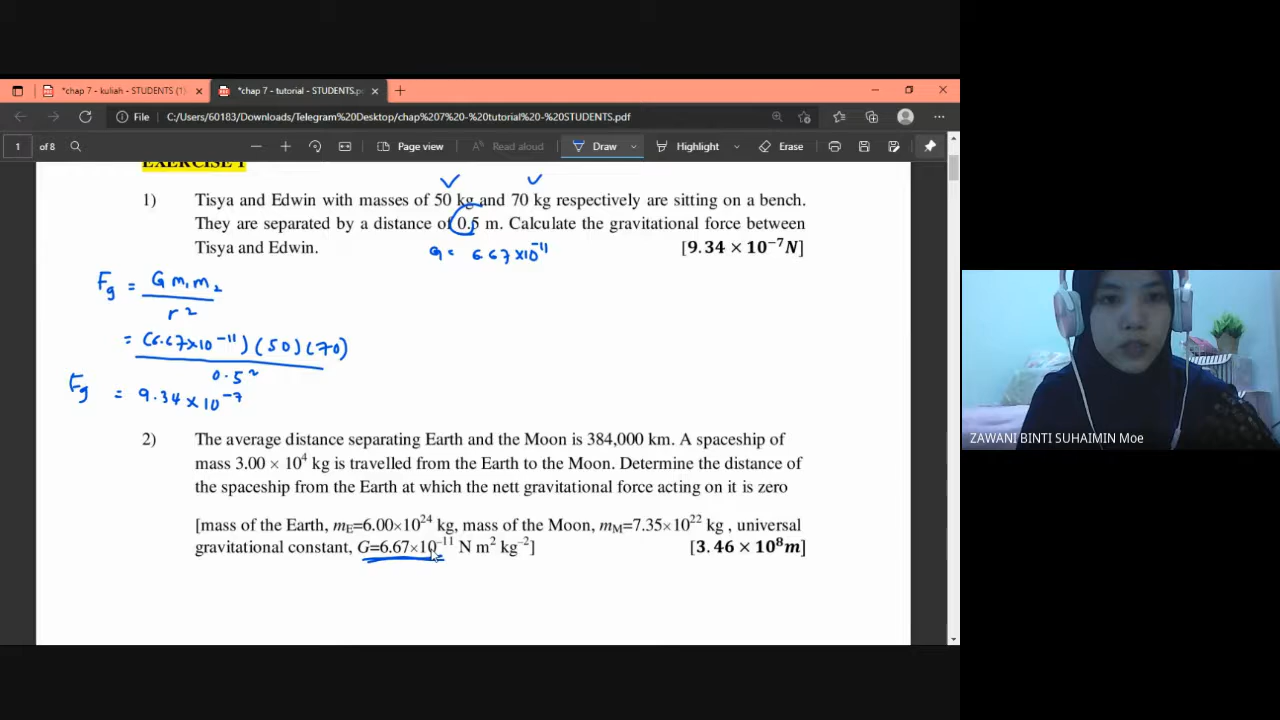 *chap 7 - kuliah - STUDENTS (1)
*chap 7 - tutorial - STUDENTS.pd
File C:/Users/60183/Downloads/Telegram%20Desktop/chap%207%20-%20tutorial%20-%20STUDENTS.pdf
1 of 8 Page view Read aloud Draw Highlight Erase
EXERCISE 1
1) Tisya and Edwin with masses of 50 kg and 70 kg respectively are sitting on a bench.
They are separated by a distance of 0.5 m. Calculate the gravitational force between
Tisya and Edwin. [9.34 × 10⁻⁷N]
G = 6.67×10⁻¹¹
Fg = G m₁ m₂
r²
= (6.67×10⁻¹¹) (50) (70)
0.5²
Fg = 9.34 × 10⁻⁷
2) The average distance separating Earth and the Moon is 384,000 km. A spaceship of
mass 3.00 × 10⁴ kg is travelled from the Earth to the Moon. Determine the distance of
the spaceship from the Earth at which the nett gravitational force acting on it is zero
[mass of the Earth, mE=6.00×10²⁴ kg, mass of the Moon, mM=7.35×10²² kg , universal
gravitational constant, G=6.67×10⁻¹¹ N m² kg⁻²] [3.46 × 10⁸m]
ZAWANI BINTI SUHAIMIN Moe